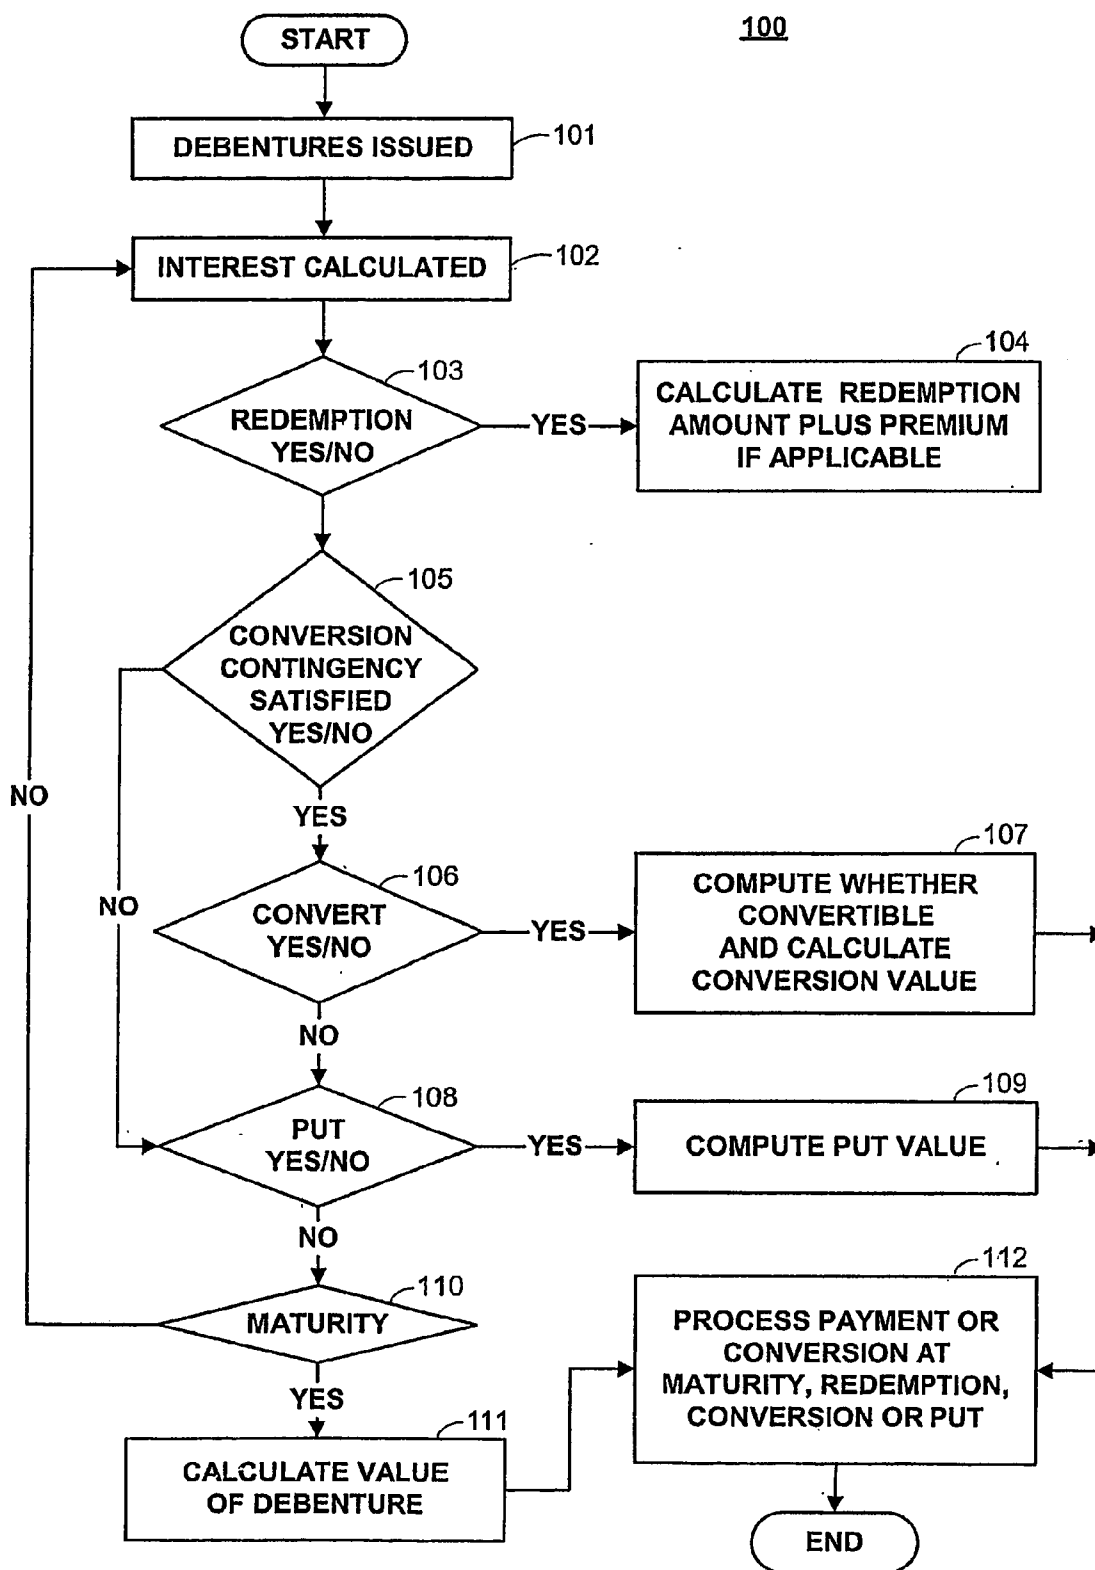 100
START
DEBENTURES ISSUED
101
INTEREST CALCULATED
102
103
REDEMPTION
YES/NO
YES
104
CALCULATE REDEMPTION
AMOUNT PLUS PREMIUM
IF APPLICABLE
105
CONVERSION
CONTINGENCY
SATISFIED
YES/NO
NO
YES
NO
106
CONVERT
YES/NO
YES
107
COMPUTE WHETHER
CONVERTIBLE
AND CALCULATE
CONVERSION VALUE
NO
108
PUT
YES/NO
YES
109
COMPUTE PUT VALUE
NO
110
MATURITY
YES
111
CALCULATE VALUE
OF DEBENTURE
112
PROCESS PAYMENT OR
CONVERSION AT
MATURITY, REDEMPTION,
CONVERSION OR PUT
END